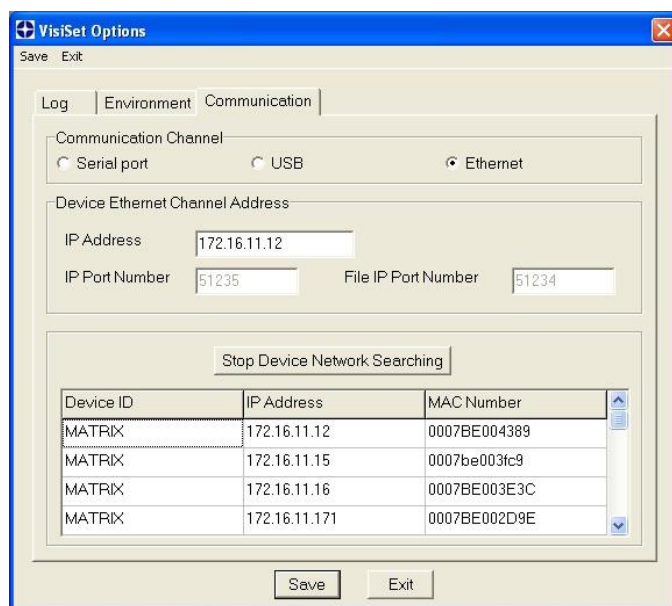 VisiSet Options
Save Exit
Log Environment Communication
Communication Channel
Serial port USB Ethernet
Device Ethernet Channel Address
IP Address 172.16.11.12
IP Port Number 51235 File IP Port Number 51234
Stop Device Network Searching
Device ID IP Address MAC Number
MATRIX 172.16.11.12 0007BE004389
MATRIX 172.16.11.15 0007be003fc9
MATRIX 172.16.11.16 0007BE003E3C
MATRIX 172.16.11.171 0007BE002D9E
Save Exit